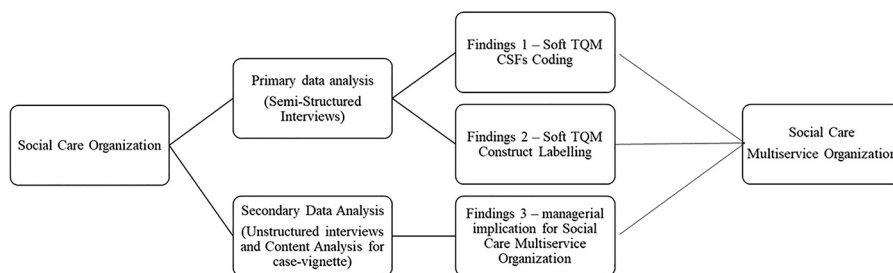 Social Care Organization
Primary data analysis
(Semi-Structured
Interviews)
Secondary Data Analysis
(Unstructured interviews
and Content Analysis for
case-vignette)
Findings 1 – Soft TQM
CSFs Coding
Findings 2 – Soft TQM
Construct Labelling
Findings 3 – managerial
implication for Social
Care Multiservice
Organization
Social Care
Multiservice Organization